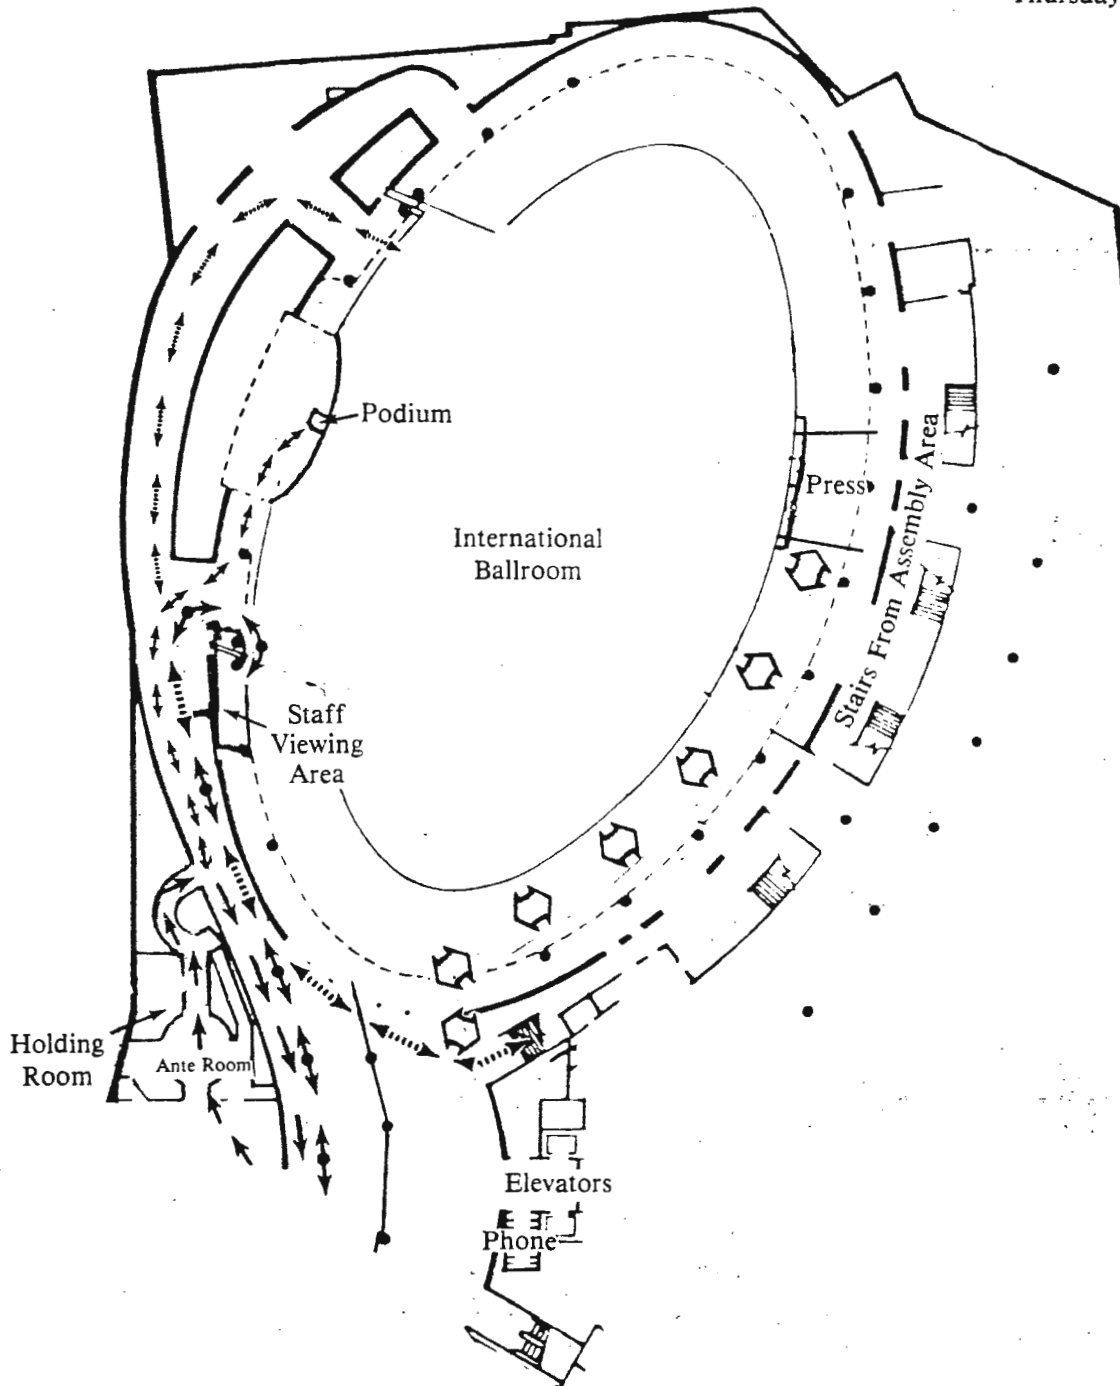 Thursday
Podium
Press
International
Ballroom
Stairs From Assembly Area
Staff
Viewing
Area
Holding
Room
Ante Room
Elevators
Phone